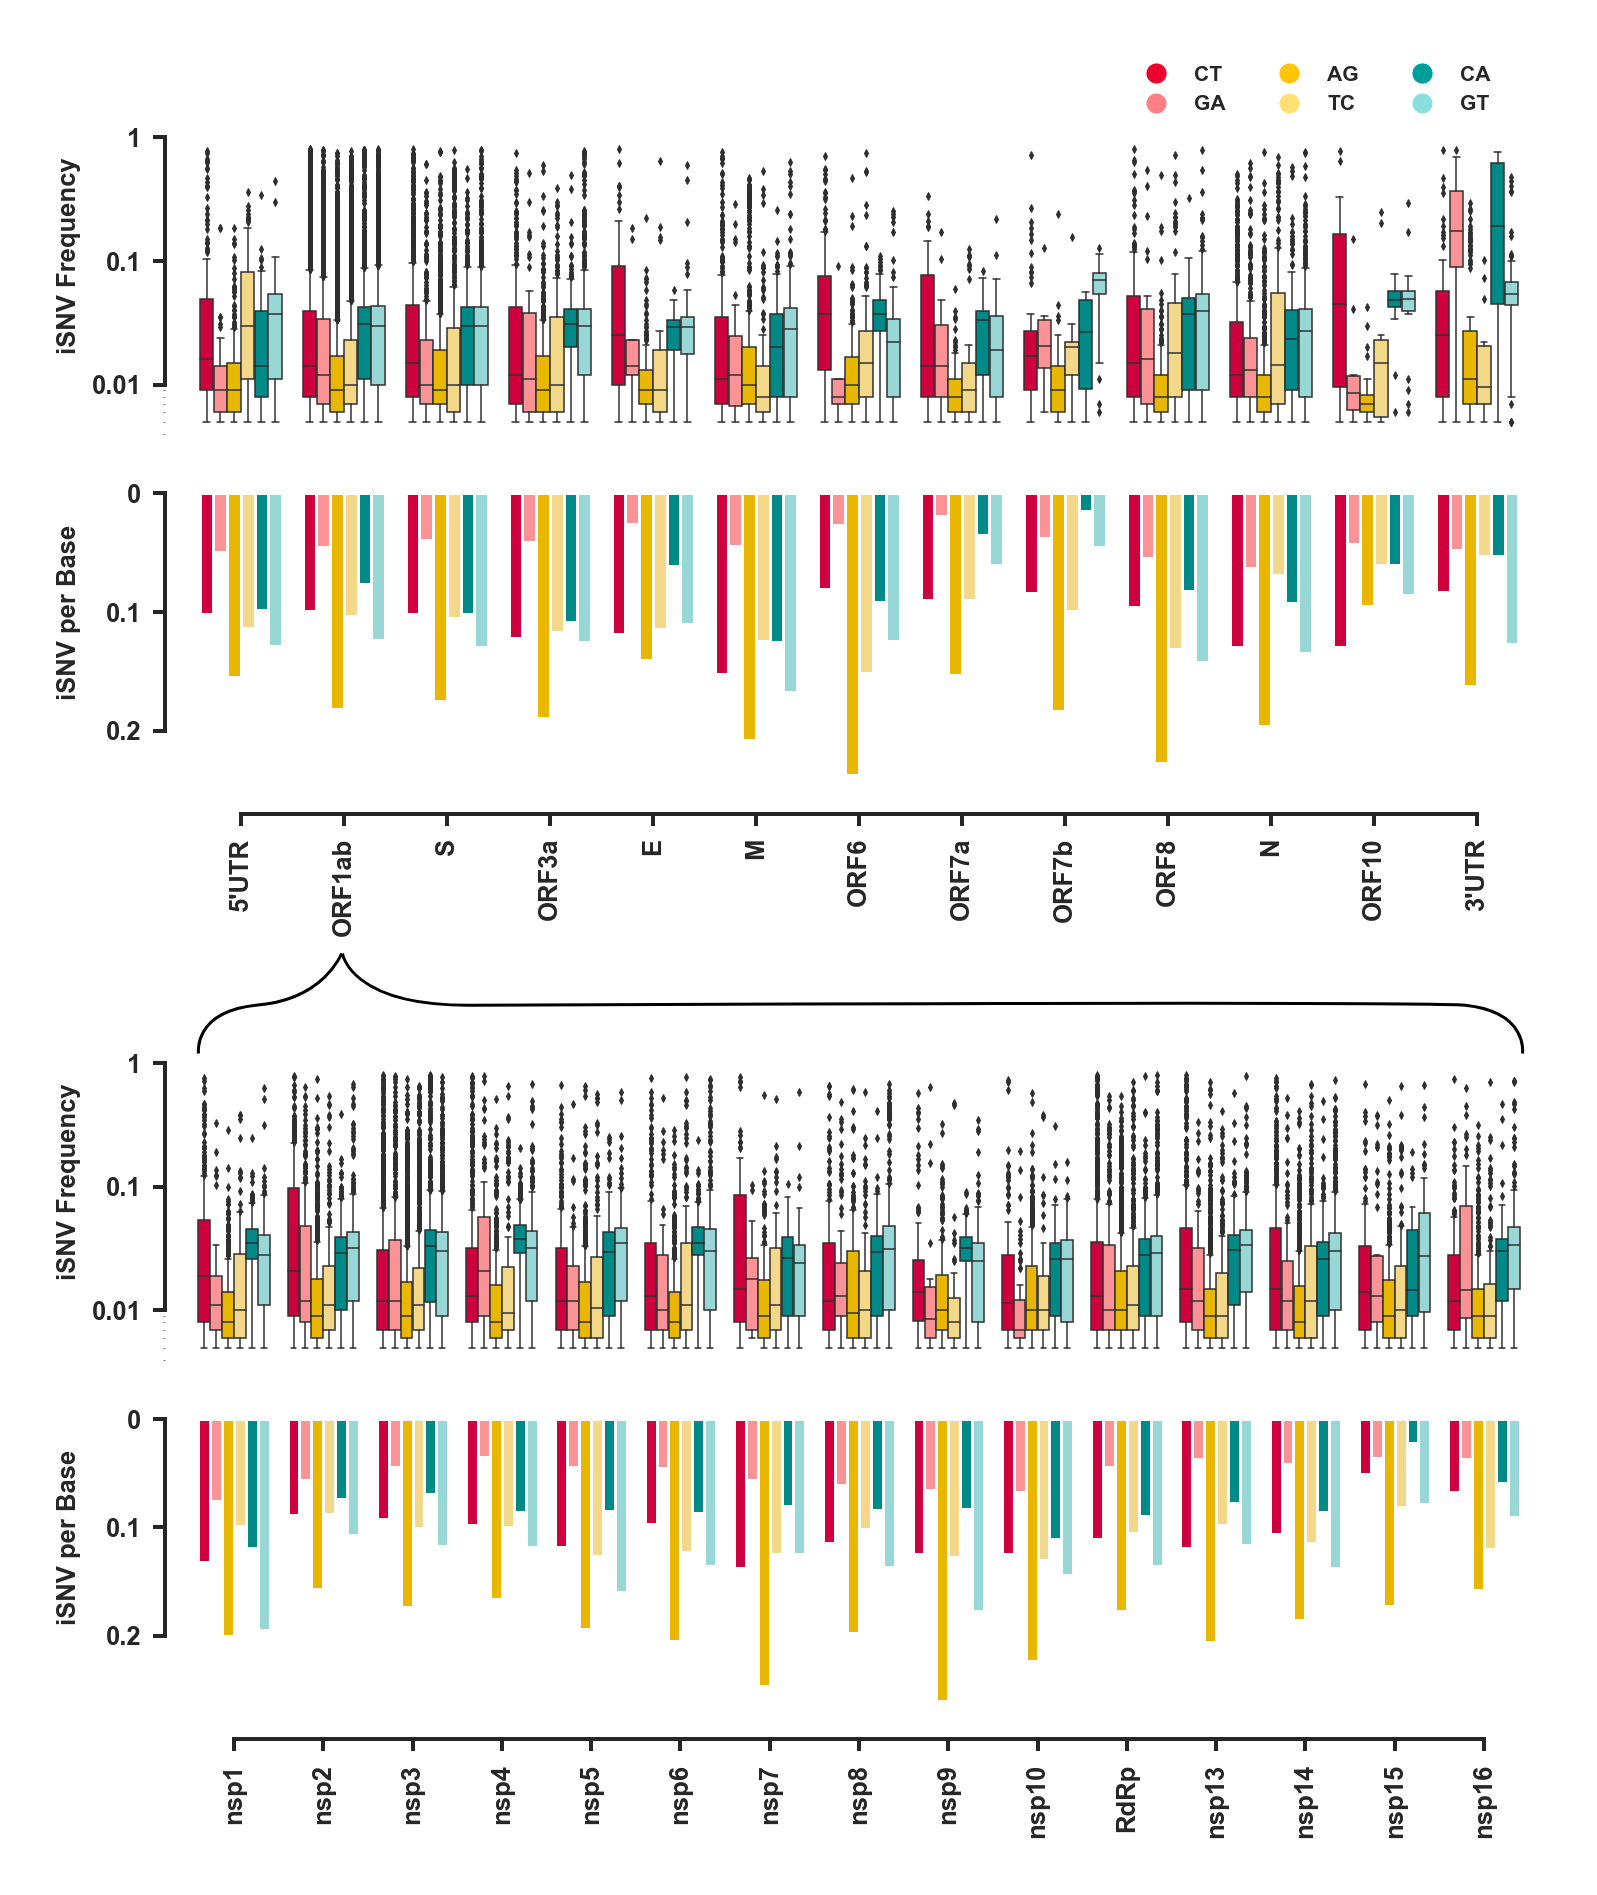 CT AG CA
GA TC GT
1
0.1
0.01
iSNV Frequency
0
0.1
0.2
iSNV per Base
5'UTR ORF1ab S ORF3a E M ORF6 ORF7a ORF7b ORF8 N ORF10 3'UTR
1
0.1
0.01
iSNV Frequency
0
0.1
0.2
iSNV per Base
nsp1 nsp2 nsp3 nsp4 nsp5 nsp6 nsp7 nsp8 nsp9 nsp10 RdRp nsp13 nsp14 nsp15 nsp16